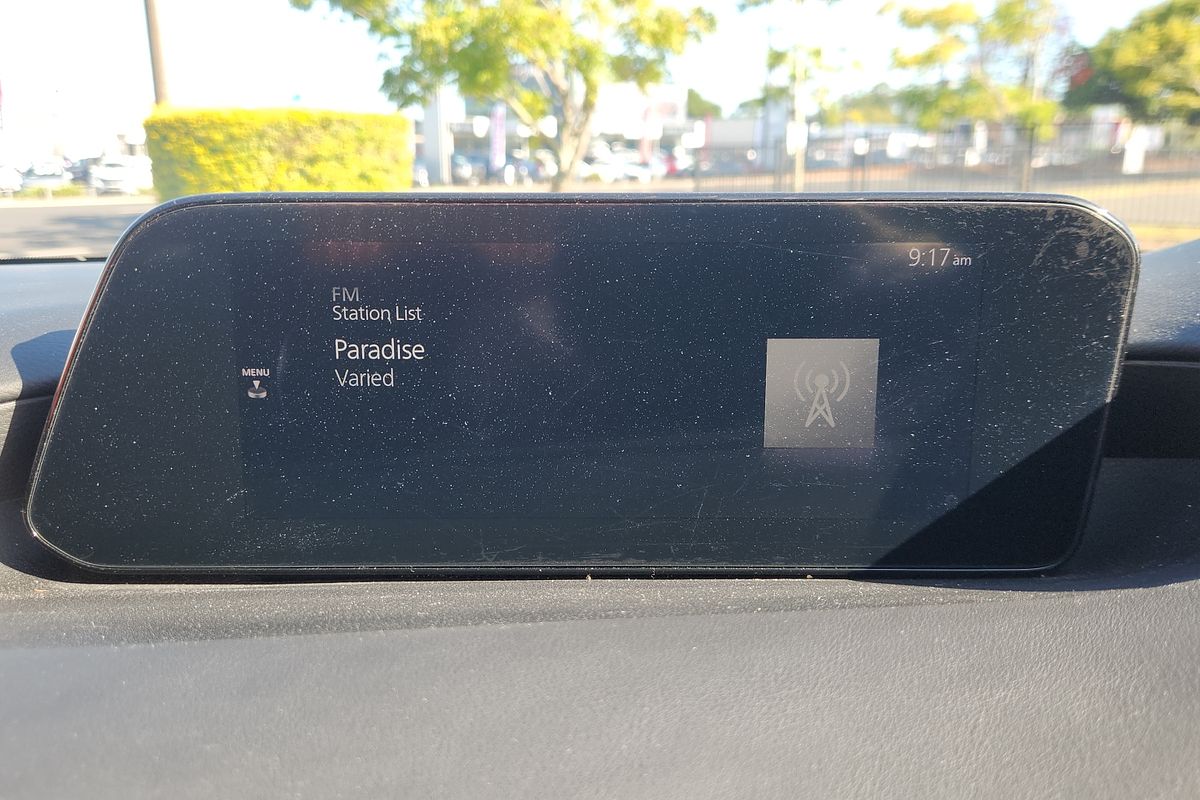 9:17 am
FM
Station List
Paradise
Varied
MENU